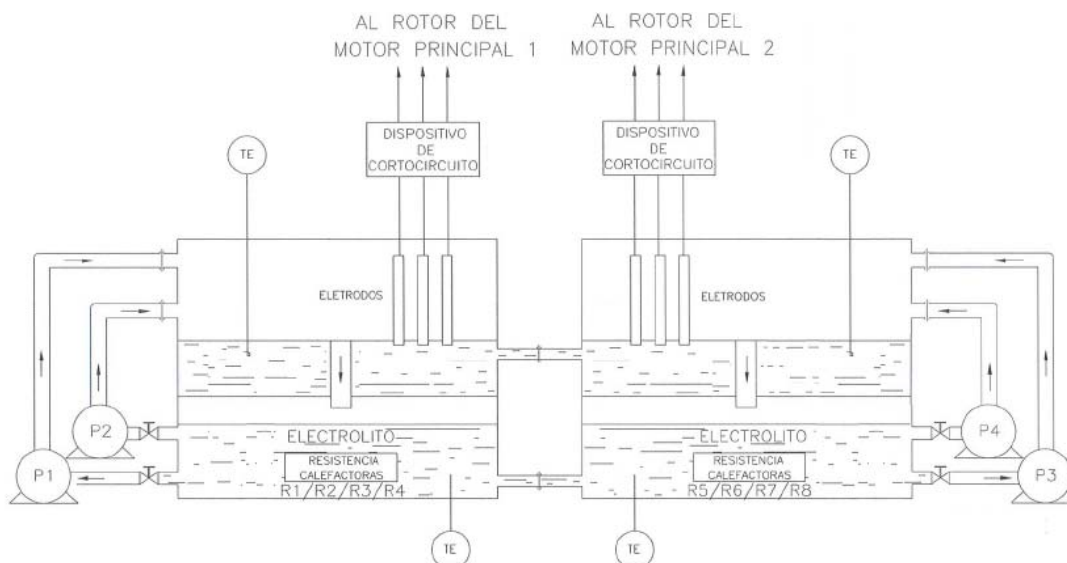 AL ROTOR DEL
MOTOR PRINCIPAL 1
AL ROTOR DEL
MOTOR PRINCIPAL 2
DISPOSITIVO
DE
CORTOCIRCUITO
DISPOSITIVO
DE
CORTOCIRCUITO
TE
TE
ELETRODOS
ELETRODOS
P2
P4
P1
P3
ELECTROLITO
RESISTENCIA
CALEFACTORAS
R1/R2/R3/R4
ELECTROLITO
RESISTENCIA
CALEFACTORAS
R5/R6/R7/R8
TE
TE